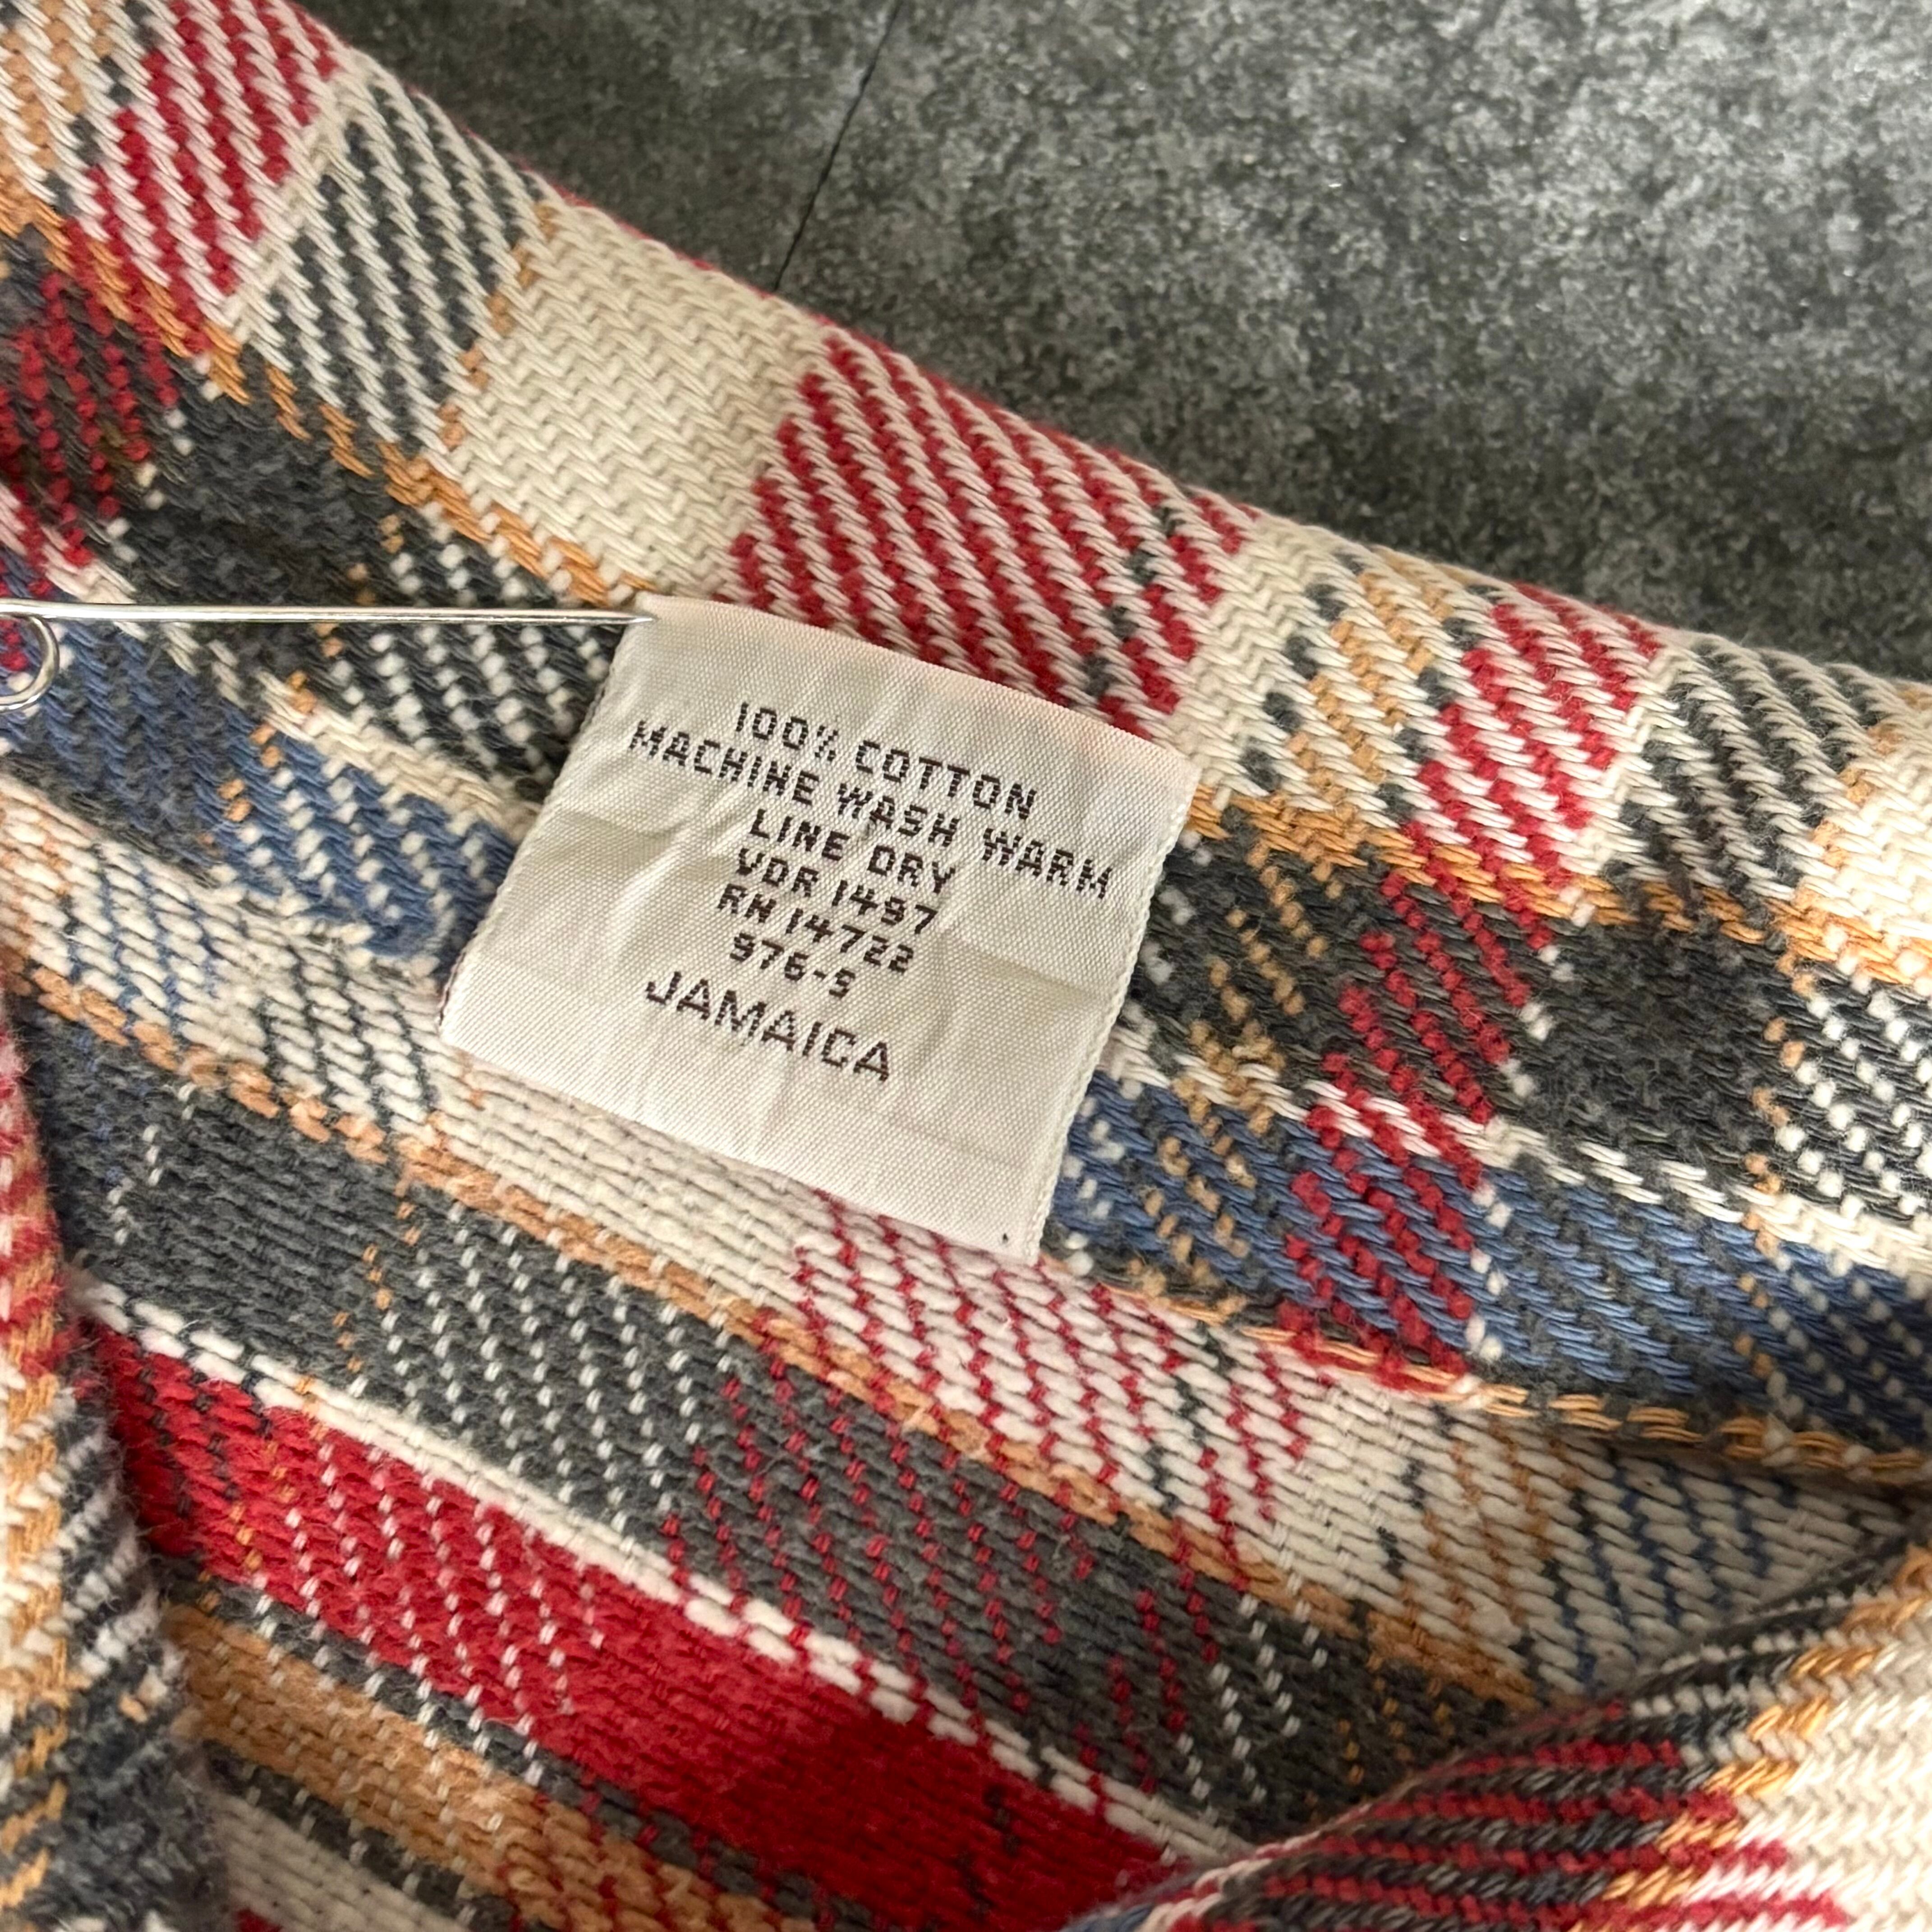 100% COTTON
MACHINE WASH WARM
LINE DRY
VDR 1497
RN 14722
976-S
JAMAICA